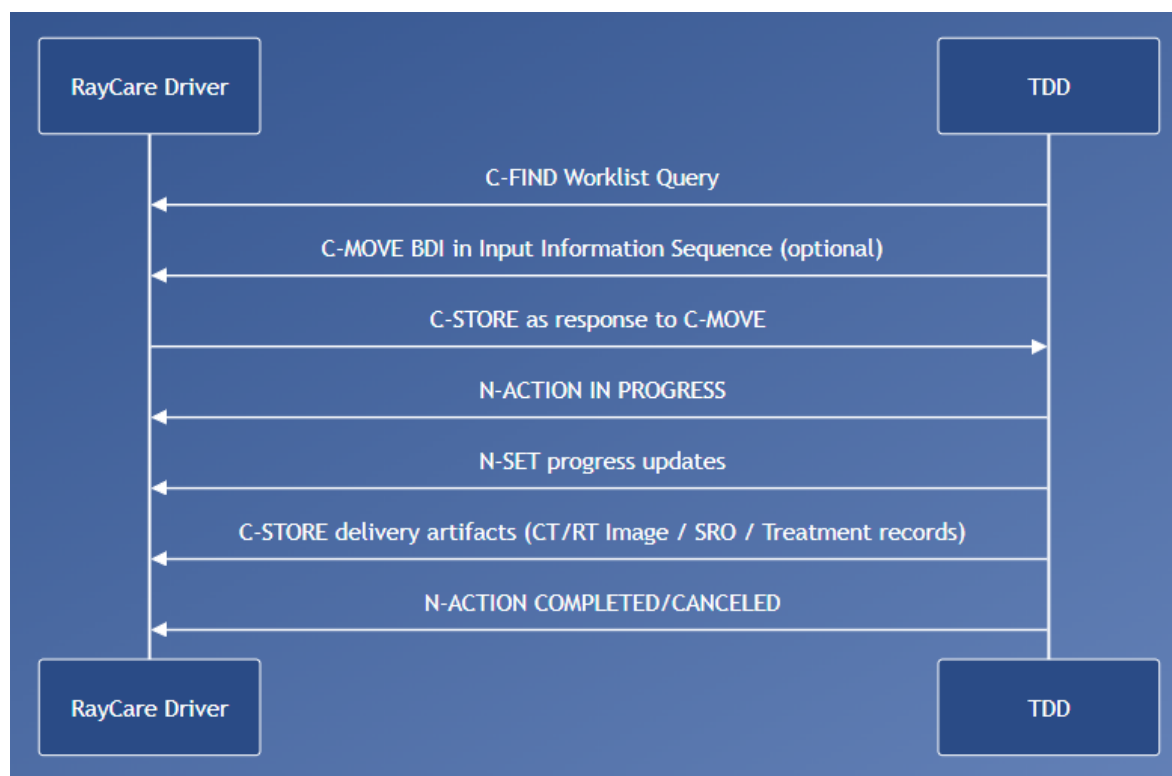 RayCare Driver
TDD
C-FIND Worklist Query
C-MOVE BDI in Input Information Sequence (optional)
C-STORE as response to C-MOVE
N-ACTION IN PROGRESS
N-SET progress updates
C-STORE delivery artifacts (CT/RT Image / SRO / Treatment records)
N-ACTION COMPLETED/CANCELED
RayCare Driver
TDD